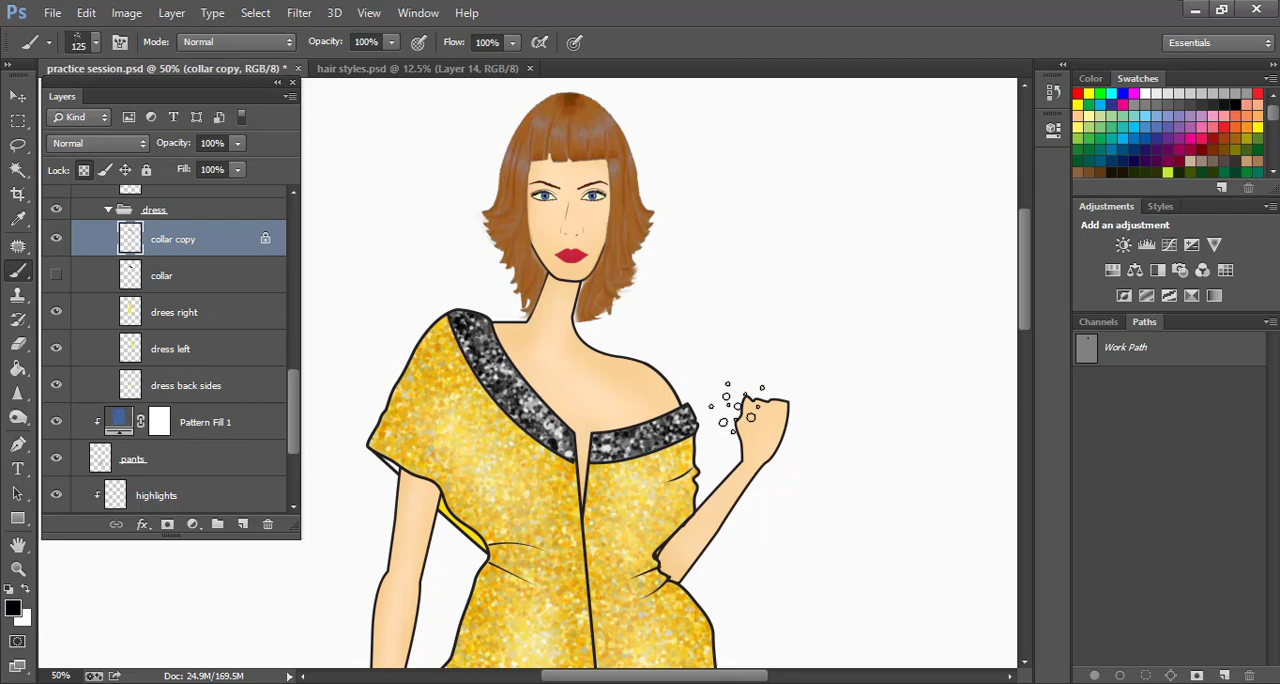 Ps File Edit Image Layer Type Select Filter 3D View Window Help
125 Mode: Normal Opacity: 100% Flow: 100% Essentials
practice session.psd @ 50% (collar copy, RGB/8) * × hair styles.psd @ 12.5% (Layer 14, RGB/8) ×
Layers
Kind
Normal Opacity: 100%
Lock: Fill: 100%
dress
collar copy
collar
drees right
dress left
dress back sides
Pattern Fill 1
pants
highlights
fx
50% Doc: 24.9M/169.5M
Color Swatches
Adjustments Styles
Add an adjustment
Channels Paths
Work Path